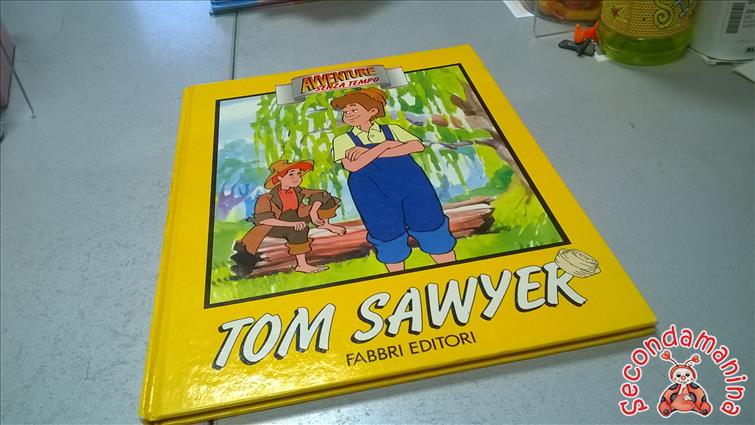 AVVENTURE
SENZA TEMPO
TOM SAWYER
FABBRI EDITORI
Secondamanina